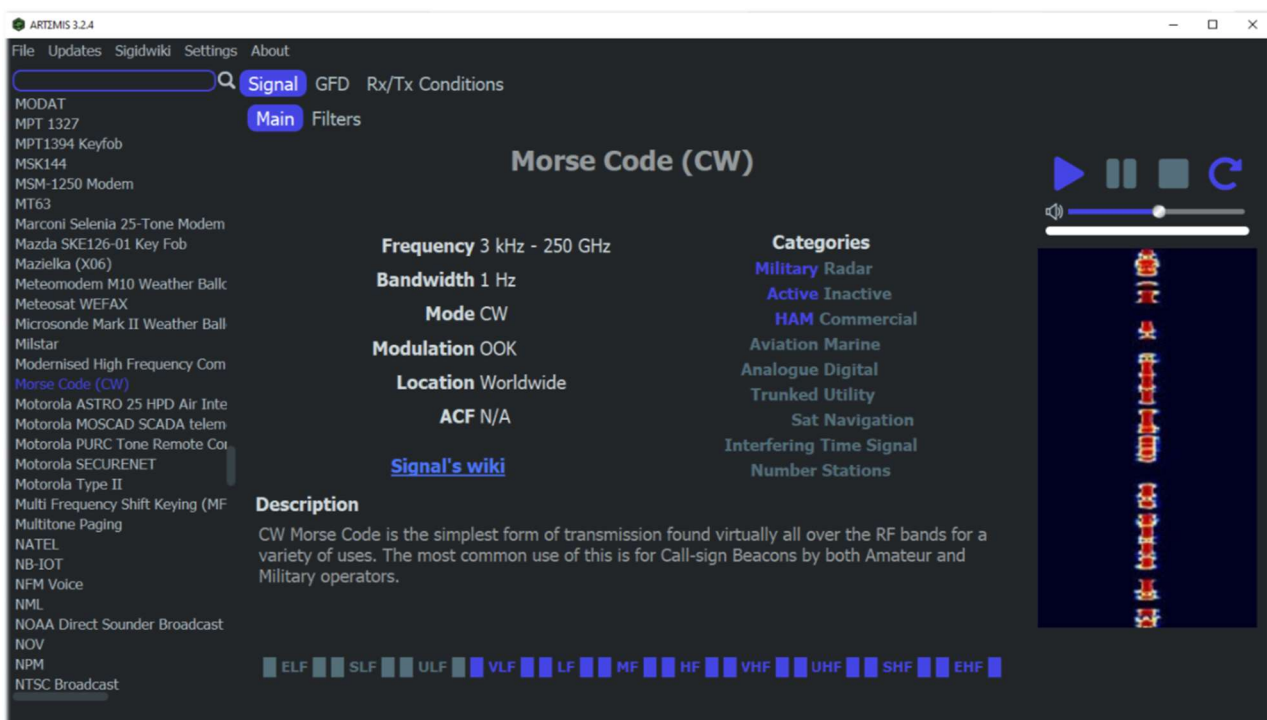 ARTEMIS 3.2.4
File Updates Sigidwiki Settings About
Signal GFD Rx/Tx Conditions
Main Filters
MODAT
MPT 1327
MPT1394 Keyfob
MSK144
MSM-1250 Modem
MT63
Marconi Selenia 25-Tone Modem
Mazda SKE126-01 Key Fob
Mazielka (X06)
Meteomodem M10 Weather Ballc
Meteosat WEFAX
Microsonde Mark II Weather Ball
Milstar
Modernised High Frequency Com
Morse Code (CW)
Motorola ASTRO 25 HPD Air Inte
Motorola MOSCAD SCADA telem
Motorola PURC Tone Remote Cor
Motorola SECURENET
Motorola Type II
Multi Frequency Shift Keying (MF
Multitone Paging
NATEL
NB-IOT
NFM Voice
NML
NOAA Direct Sounder Broadcast
NOV
NPM
NTSC Broadcast
Morse Code (CW)
Frequency 3 kHz - 250 GHz
Bandwidth 1 Hz
Mode CW
Modulation OOK
Location Worldwide
ACF N/A
Signal's wiki
Categories
Military Radar
Active Inactive
HAM Commercial
Aviation Marine
Analogue Digital
Trunked Utility
Sat Navigation
Interfering Time Signal
Number Stations
Description
CW Morse Code is the simplest form of transmission found virtually all over the RF bands for a
variety of uses. The most common use of this is for Call-sign Beacons by both Amateur and
Military operators.
ELF SLF ULF VLF LF MF HF VHF UHF SHF EHF